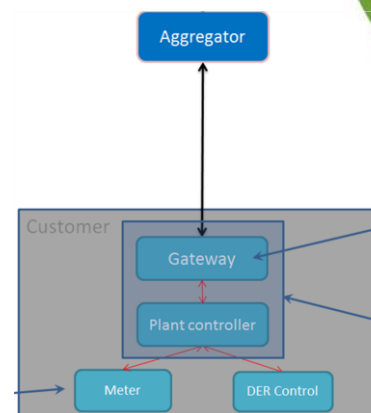 Aggregator
Customer
Gateway
Plant controller
Meter
DER Control